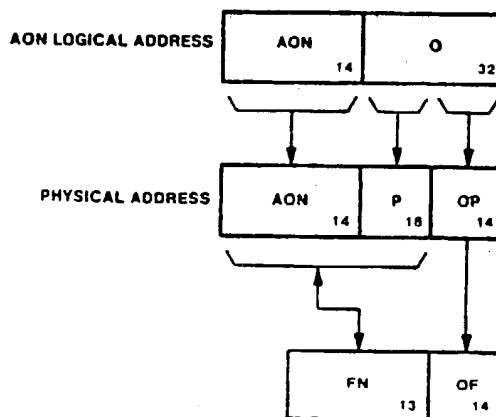 AON LOGICAL ADDRESS
AON 14
O 32
PHYSICAL ADDRESS
AON 14
P 18
OP 14
FN 13
OF 14